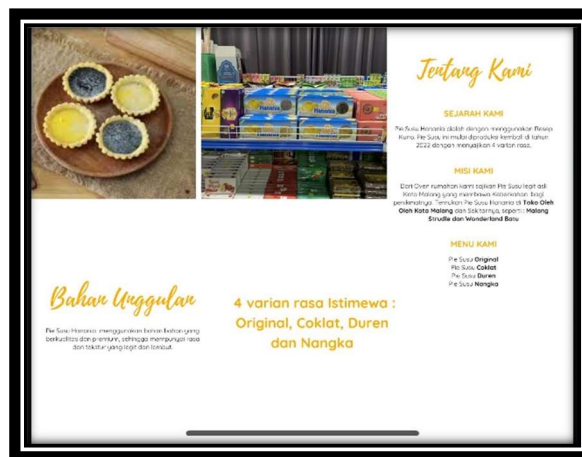 Tentang Kami
SEJARAH KAMI
Pie Susu Hanania diolah dengan menggunakan Resep
Kuno. Pie Susu ini mulai diproduksi kembali di tahun
2022 dengan menyajikan 4 varian rasa.
MISI KAMI
Dari Oven rumahan kami sajikan Pie Susu legit asli
Kota Malang yang membawa Keberkahan bagi
penikmatnya. Temukan Pie Susu Hanania di Toko Oleh
Oleh Kota Malang dan Sekitarnya, seperti : Malang
Strudle dan Wonderland Batu
MENU KAMI
Pie Susu Original
Pie Susu Coklat
Pie Susu Duren
Pie Susu Nangka
Bahan Unggulan
Pie Susu Hanania menggunakan bahan bahan yang
berkualitas dan premium, sehingga mempunyai rasa
dan tekstur yang legit dan lembut.
4 varian rasa Istimewa :
Original, Coklat, Duren
dan Nangka
Hanania